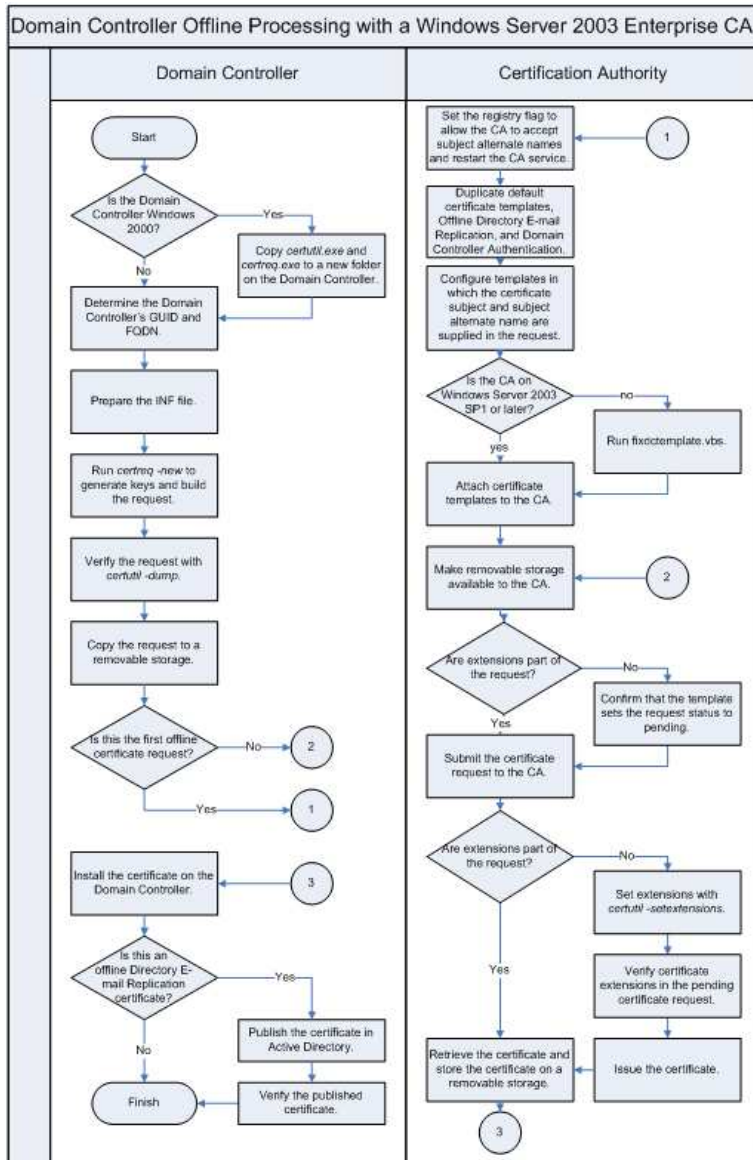 Domain Controller Offline Processing with a Windows Server 2003 Enterprise CA
Domain Controller
Certification Authority
Start
Is the Domain
Controller Windows
2000?
Yes
No
Copy certutil.exe and
certreq.exe to a new folder
on the Domain Controller.
Determine the Domain
Controller's GUID and
FQDN.
Prepare the INF file.
Run certreq -new to
generate keys and build
the request.
Verify the request with
certutil -dump.
Copy the request to a
removable storage.
Is this the first offline
certificate request?
No
2
Yes
1
Install the certificate on the
Domain Controller.
3
Is this an
offline Directory E-
mail Replication
certificate?
Yes
No
Publish the certificate in
Active Directory.
Verify the published
certificate.
Finish
Set the registry flag to
allow the CA to accept
subject alternate names
and restart the CA service.
1
Duplicate default
certificate templates,
Offline Directory E-mail
Replication, and Domain
Controller Authentication.
Configure templates in
which the certificate
subject and subject
alternate name are
supplied in the request.
Is the CA on
Windows Server 2003
SP1 or later?
no
yes
Run fixdctemplate.vbs.
Attach certificate
templates to the CA.
Make removable storage
available to the CA.
2
Are extensions part of
the request?
No
Yes
Confirm that the template
sets the request status to
pending.
Submit the certificate
request to the CA.
Are extensions part of
the request?
No
Yes
Set extensions with
certutil -setextensions.
Verify certificate
extensions in the pending
certificate request.
Issue the certificate.
Retrieve the certificate and
store the certificate on a
removable storage.
3